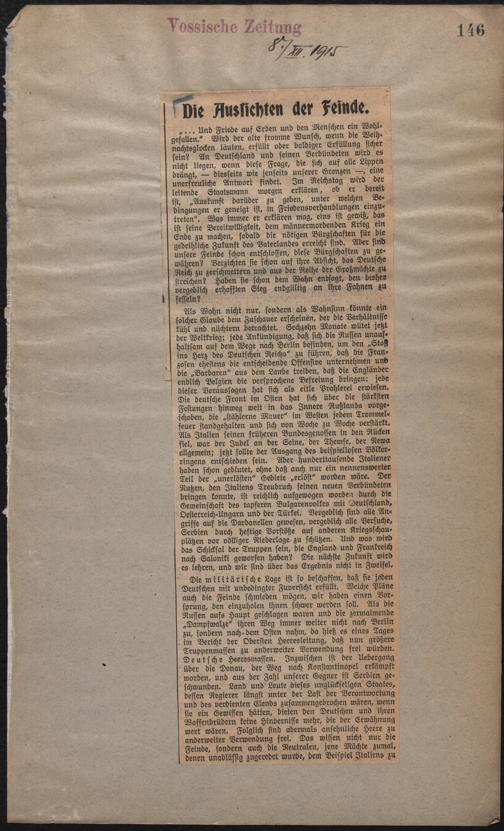 Vossische Zeitung
146
8./XII. 1915
Die Aussichten der Feinde.
„... Und Friede auf Erden und den Menschen ein Wohl-
gefallen.“ Wird der alte fromme Wunsch, wenn die Weih-
nachtsglocken läuten, erfüllt oder baldiger Erfüllung sicher
sein? An Deutschland und seinen Verbündeten wird es
nicht liegen, wenn diese Frage, die sich auf alle Lippen
drängt, — diesseits wie jenseits unserer Grenzen —, eine
unerfreuliche Antwort findet. Im Reichstag wird der
leitende Staatsmann morgen erklären, ob er bereit
ist, „Auskunft darüber zu geben, unter welchen Be-
dingungen er geneigt ist, in Friedensverhandlungen einzu-
treten“. Was immer er erklären mag, eins ist gewiß, das
ist seine Bereitwilligkeit, dem männermordenden Krieg ein
Ende zu machen, sobald die nötigen Bürgschaften für die
gedeihliche Zukunft des Vaterlandes erreicht sind. Aber sind
unsere Feinde schon entschlossen, diese Bürgschaften zu ge-
währen? Verzichten sie schon auf ihre Absicht, das Deutsche
Reich zu zerschmettern und aus der Reihe der Großmächte zu
streichen? Haben sie schon dem Wahn entsagt, den bisher
vergeblich erhofften Sieg endgültig an ihre Fahnen zu
fesseln?
Als Wahn nicht nur, sondern als Wahnsinn könnte ein
solcher Glaube dem Zuschauer erscheinen, der die Verhältnisse
kühl und nüchtern betrachtet. Sechzehn Monate wütet jetzt
der Weltkrieg; jede Ankündigung, daß sich die Russen unauf-
haltsam auf dem Wege nach Berlin befinden, um den „Stoß
ins Herz des Deutschen Reichs“ zu führen, daß die Fran-
zosen ehestens die entscheidende Offensive unternehmen und
die „Barbaren“ aus dem Lande treiben, daß die Engländer
endlich Belgien die versprochene Befreiung bringen: jede
dieser Voraussagen hat sich als eitle Prahlerei erwiesen.
Die deutsche Front im Osten hat sich über die stärksten
Festungen hinweg weit in das Innere Rußlands vorge-
schoben, die „stählerne Mauer“ im Westen jedem Trommel-
feuer standgehalten und sich von Woche zu Woche verstärkt.
Als Italien seinen früheren Bundesgenossen in den Rücken
fiel, war der Jubel an der Seine, der Themse, der Newa
allgemein; jetzt sollte der Ausgang des beispiellosen Völker-
ringens entschieden sein. Aber hunderttausende Italiener
haben schon geblutet, ohne daß auch nur ein nennenswerter
Teil der „unerlösten“ Gebiete „erlöst“ worden wäre. Der
Nutzen, den Italiens Treubruch seinen neuen Verbündeten
bringen konnte, ist reichlich aufgewogen worden durch die
Gemeinschaft des tapferen Bulgarenvolkes mit Deutschland,
Oesterreich-Ungarn und der Türkei. Vergeblich sind alle An-
griffe auf die Dardanellen gewesen, vergeblich alle Versuche,
Serbien durch heftige Vorstöße auf anderen Kriegsschau-
plätzen vor völliger Niederlage zu schützen. Und was wird
das Schicksal der Truppen sein, die England und Frankreich
nach Saloniki geworfen haben? Die nächste Zukunft wird
es lehren, und wir sind über das Ergebnis nicht in Zweifel.
Die militärische Lage ist so beschaffen, daß sie jeden
Deutschen mit unbedingter Zuversicht erfüllt. Welche Pläne
auch die Feinde schmieden mögen, wir haben einen Vor-
sprung, den einzuholen ihnen schwer werden soll. Als die
Russen aufs Haupt geschlagen waren und die zermalmende
„Dampfwalze“ ihren Weg immer weiter nicht nach Berlin
zu, sondern nach dem Osten nahm, da hieß es eines Tages
im Bericht der Obersten Heeresleitung, daß nun größere
Truppenmassen zu anderweiter Verwendung frei würden.
Deutsche Heeresmassen. Inzwischen ist der Uebergang
über die Donau, der Weg nach Konstantinopel erkämpft
worden, und aus der Zahl unserer Gegner ist Serbien ge-
schwunden. Land und Leute dieses unglückseligen Staates,
dessen Regierer längst unter der Last der Verantwortung
und des verdienten Elends zusammengebrochen wären, wenn
sie ein Gewissen hätten, bieten den Deutschen und ihren
Waffenbrüdern keine Hindernisse mehr, die der Erwähnung
wert wären. Folglich sind abermals ansehnliche Heere zu
anderweiter Verwendung frei. Das wissen nicht nur die
Feinde, sondern auch die Neutralen, jene Mächte zumal,
denen unablässig zugeredet wurde, dem Beispiel Italiens zu